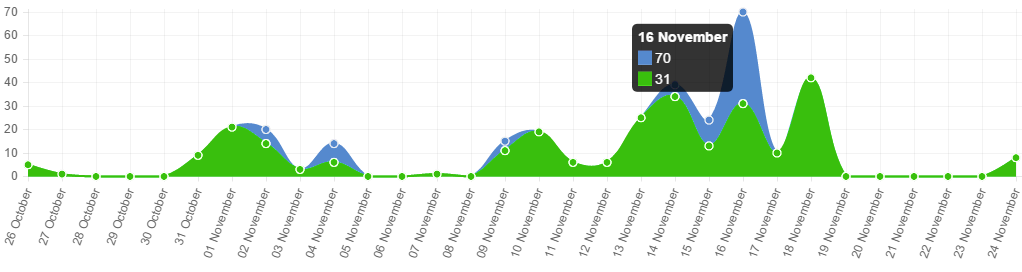 70
60
50
40
30
20
10
0
16 November
70
31
26 October
27 October
28 October
29 October
30 October
31 October
01 November
02 November
03 November
04 November
05 November
06 November
07 November
08 November
09 November
10 November
11 November
12 November
13 November
14 November
15 November
16 November
17 November
18 November
19 November
20 November
21 November
22 November
23 November
24 November